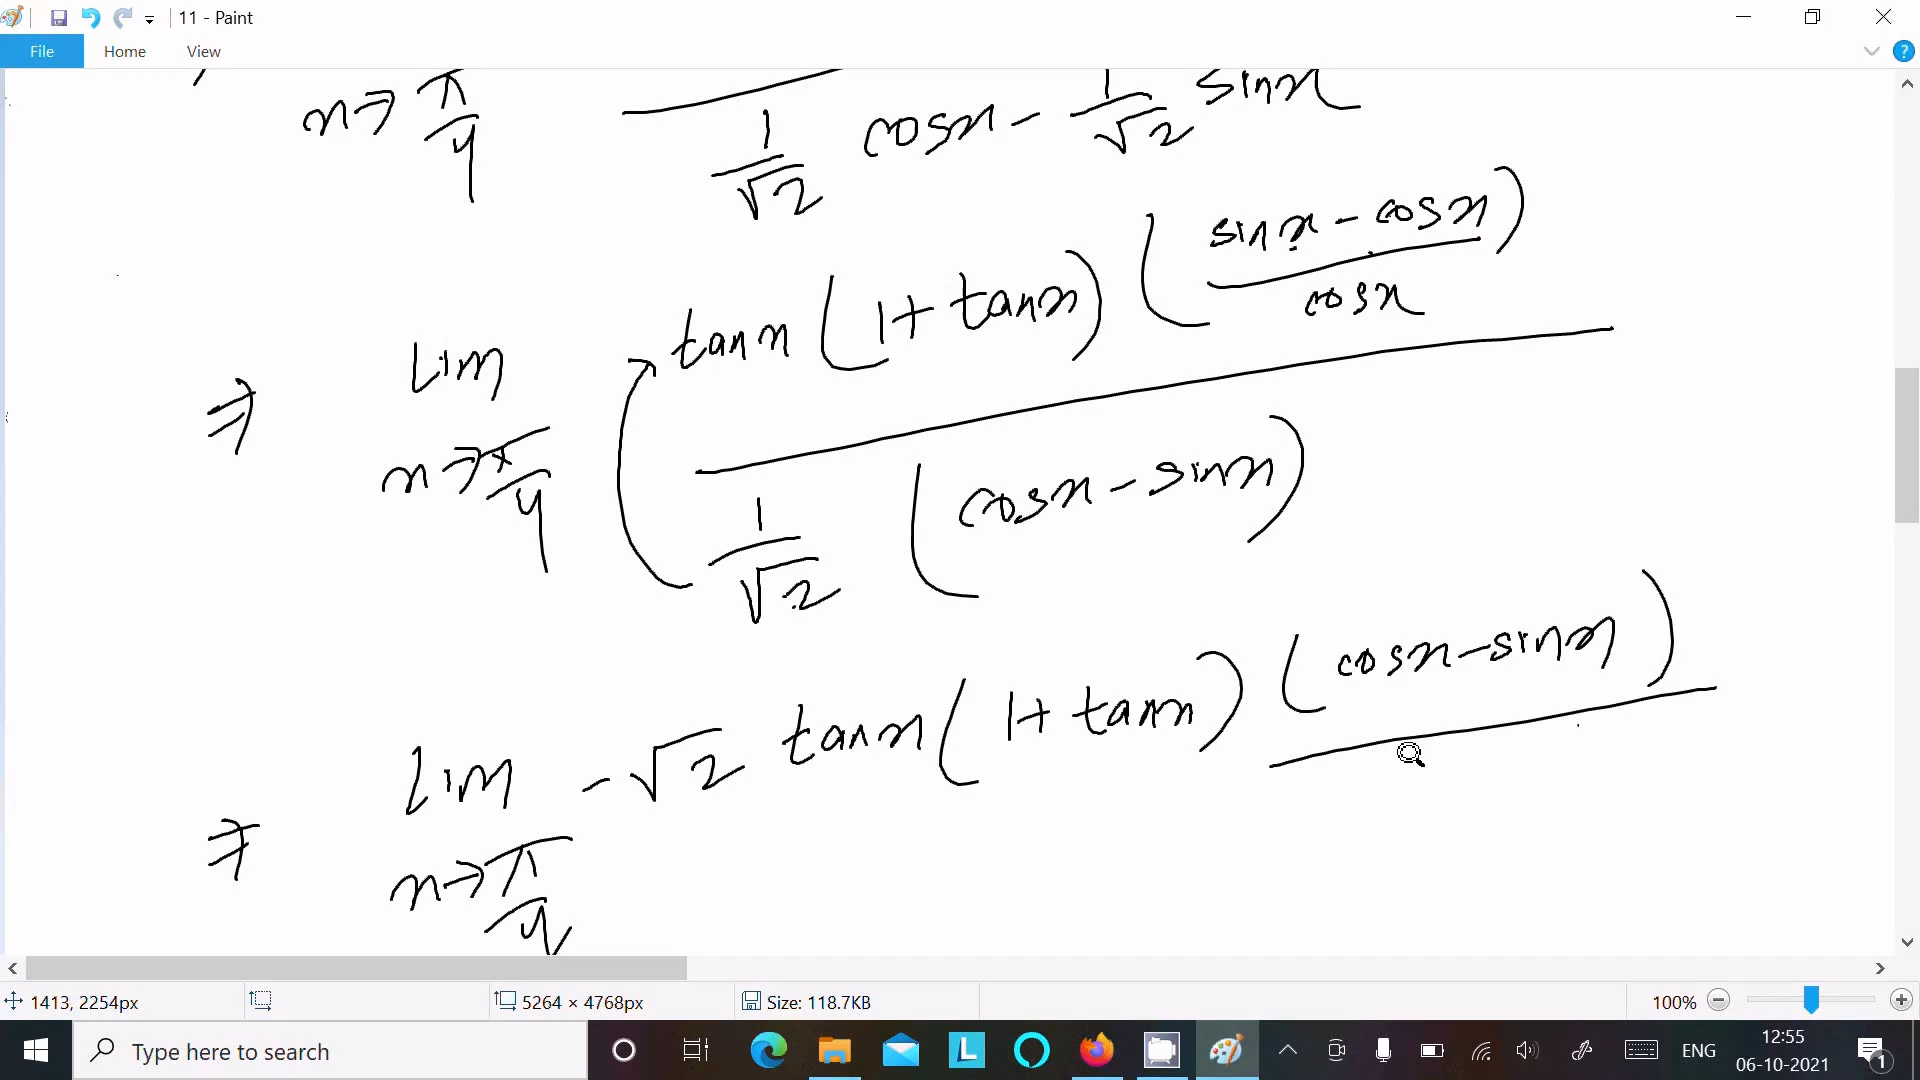 11 - Paint
File Home View
x→π/4 1/√2 cosx - 1/√2 sinx
⇒ Lim x→π/4 tanx (1 + tanx) ((sinx - cosx)/cosx) / (1/√2 (cosx - sinx))
⇒ Lim x→π/4 -√2 tanx (1 + tanx) (cosx - sinx)
1413, 2254px 5264 × 4768px Size: 118.7KB 100%
Type here to search
L
ENG
12:55
06-10-2021
1